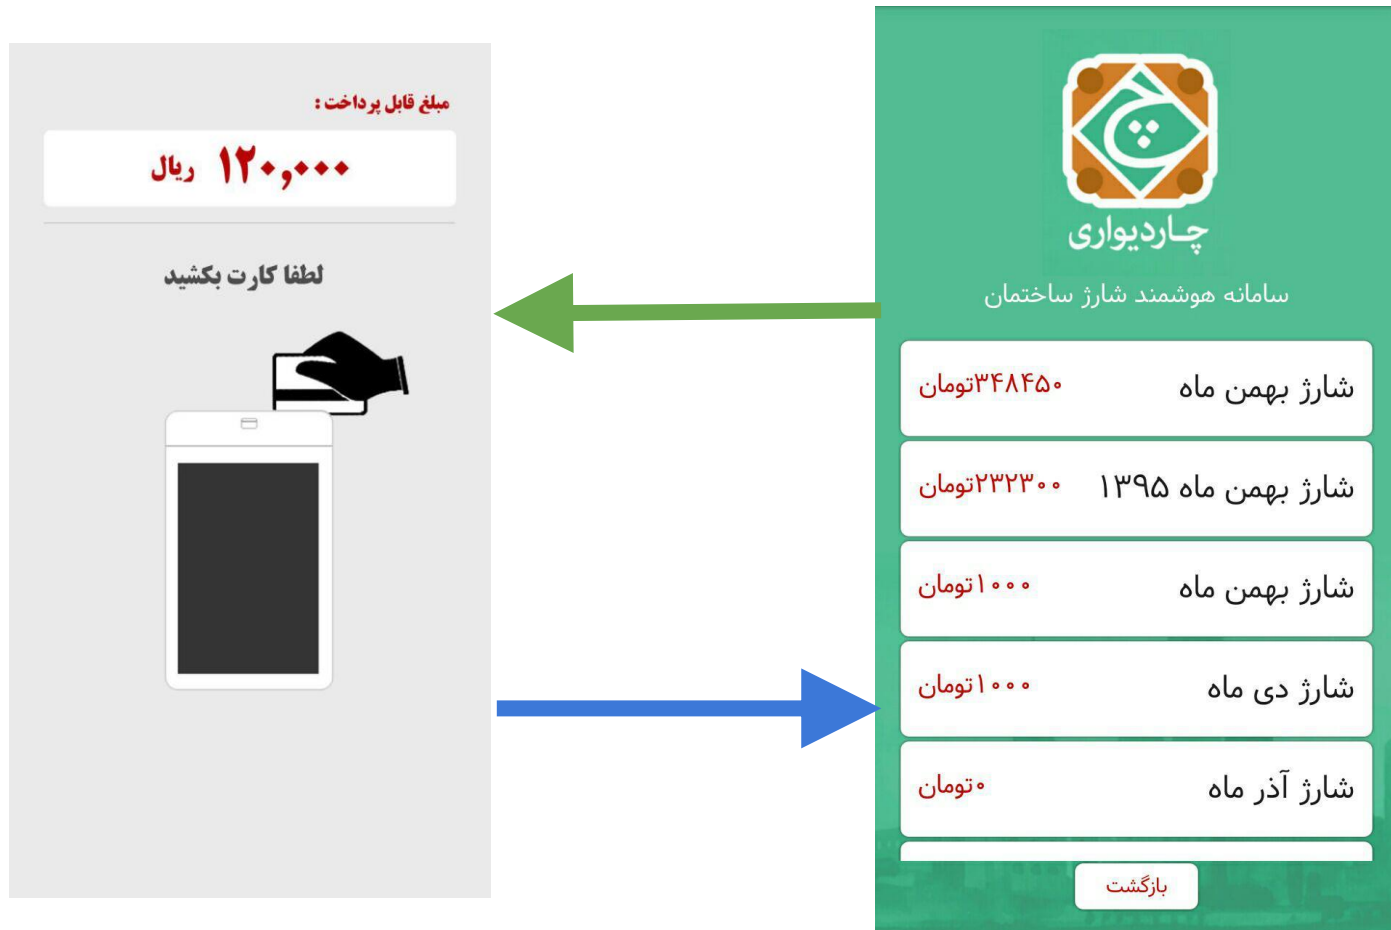 مبلغ قابل پرداخت :
۱۲۰,۰۰۰ ریال
لطفا کارت بکشید
چ
چاردیواری
سامانه هوشمند شارژ ساختمان
شارژ بهمن ماه ۳۴۸۴۵۰تومان
شارژ بهمن ماه ۱۳۹۵ ۲۳۲۳۰۰تومان
شارژ بهمن ماه ۱۰۰۰تومان
شارژ دی ماه ۱۰۰۰تومان
شارژ آذر ماه ۰تومان
بازگشت